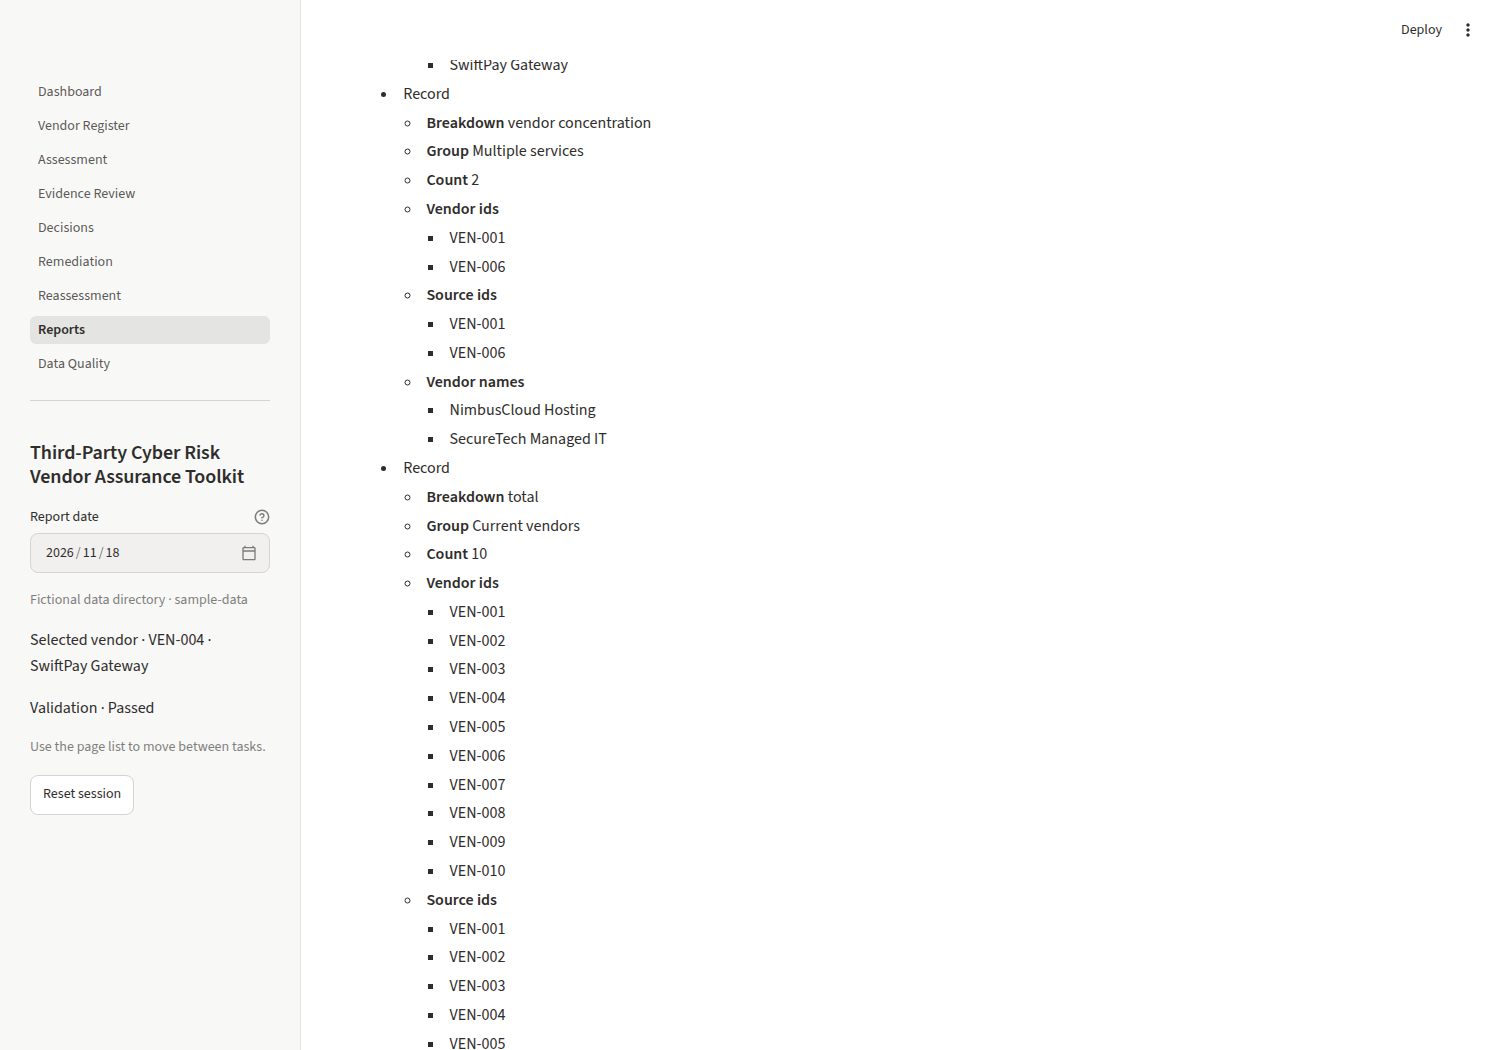 Deploy
Dashboard
Vendor Register
Assessment
Evidence Review
Decisions
Remediation
Reassessment
Reports
Data Quality
Third-Party Cyber Risk
Vendor Assurance Toolkit
Report date
2026/11/18
Fictional data directory · sample-data
Selected vendor · VEN-004 ·
SwiftPay Gateway
Validation · Passed
Use the page list to move between tasks.
Reset session
SwiftPay Gateway
Record
Breakdown vendor concentration
Group Multiple services
Count 2
Vendor ids
VEN-001
VEN-006
Source ids
VEN-001
VEN-006
Vendor names
NimbusCloud Hosting
SecureTech Managed IT
Record
Breakdown total
Group Current vendors
Count 10
Vendor ids
VEN-001
VEN-002
VEN-003
VEN-004
VEN-005
VEN-006
VEN-007
VEN-008
VEN-009
VEN-010
Source ids
VEN-001
VEN-002
VEN-003
VEN-004
VEN-005